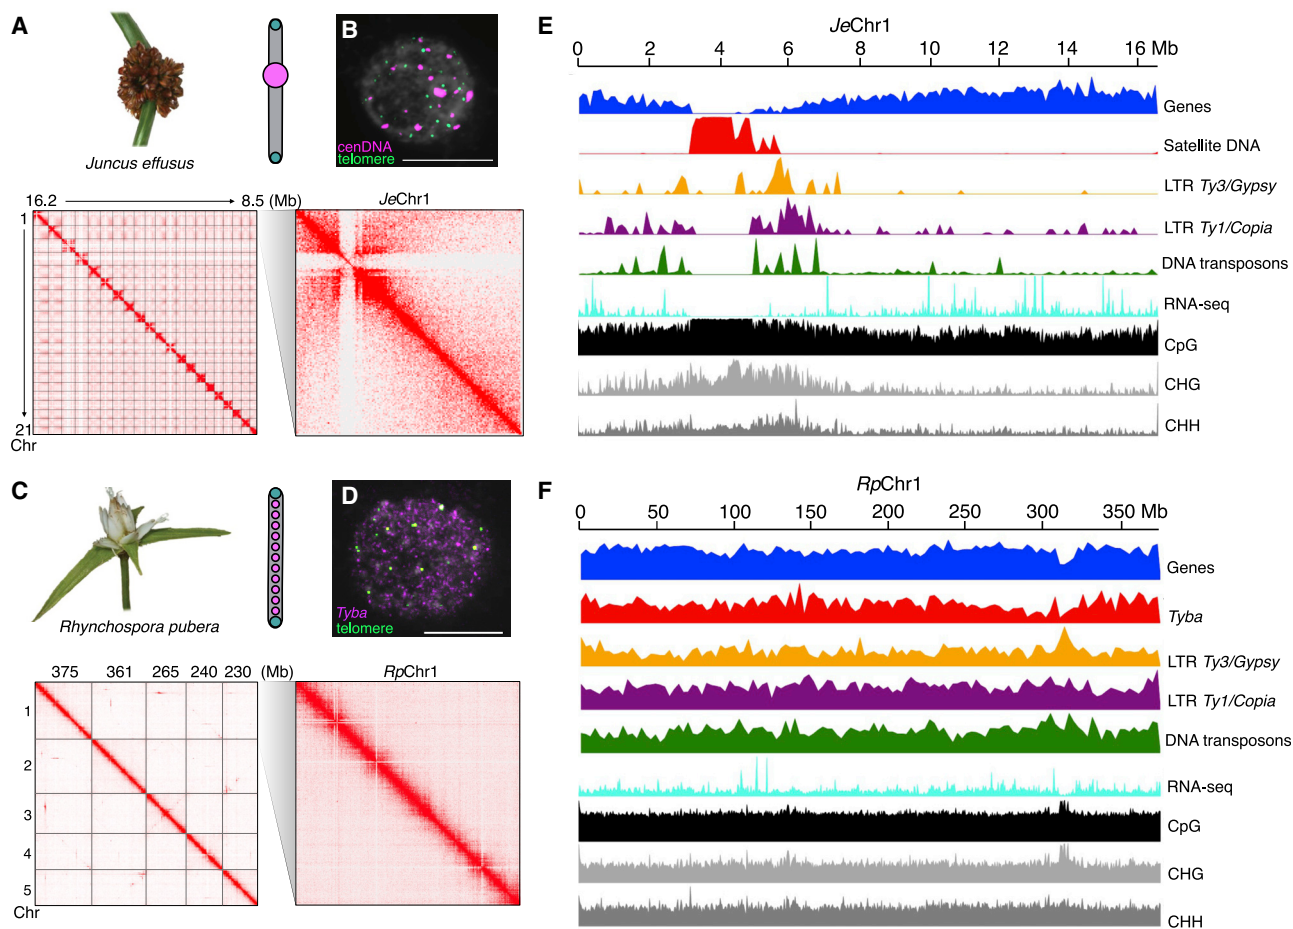 A
Juncus effusus
B
cenDNA
telomere
16.2 8.5 (Mb)
1
21
Chr
JeChr1
C
Rhynchospora pubera
D
Tyba
telomere
375 361 265 240 230 (Mb)
1
2
3
4
5
Chr
RpChr1
E
JeChr1
0 2 4 6 8 10 12 14 16 Mb
Genes
Satellite DNA
LTR Ty3/Gypsy
LTR Ty1/Copia
DNA transposons
RNA-seq
CpG
CHG
CHH
F
RpChr1
0 50 100 150 200 250 300 350 Mb
Genes
Tyba
LTR Ty3/Gypsy
LTR Ty1/Copia
DNA transposons
RNA-seq
CpG
CHG
CHH